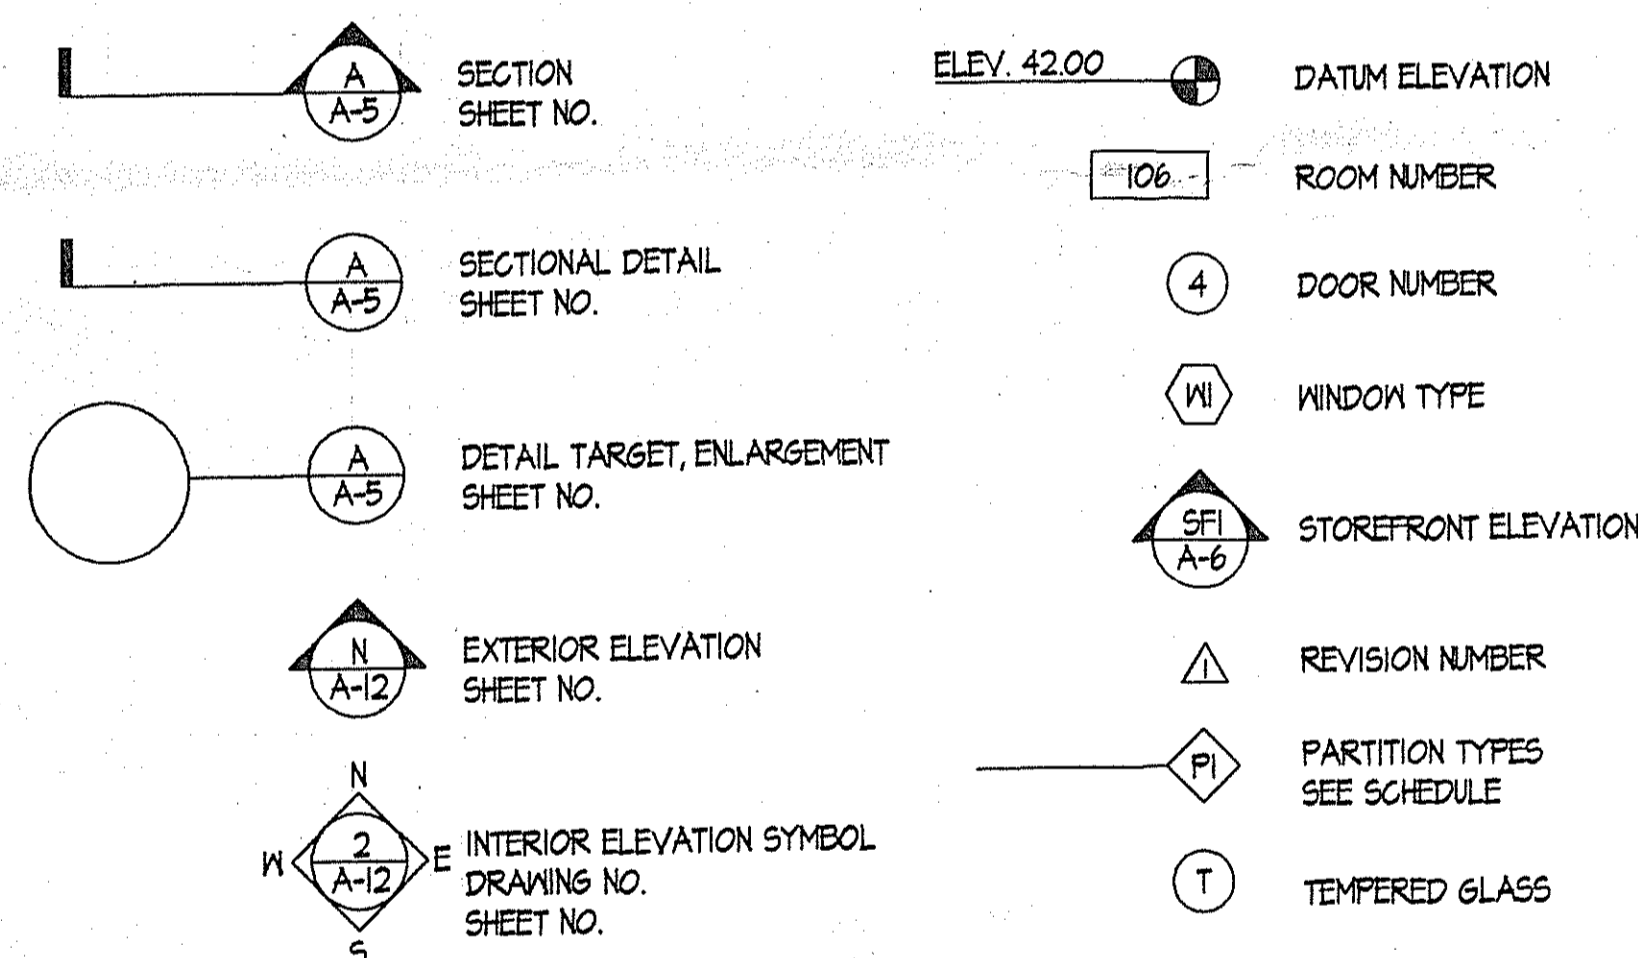 A
A-5
SECTION
SHEET NO.
A
A-5
SECTIONAL DETAIL
SHEET NO.
A
A-5
DETAIL TARGET, ENLARGEMENT
SHEET NO.
N
A-12
EXTERIOR ELEVATION
SHEET NO.
N
W
2
A-12
E
S
INTERIOR ELEVATION SYMBOL
DRAWING NO.
SHEET NO.
ELEV. 42.00
DATUM ELEVATION
106
ROOM NUMBER
4
DOOR NUMBER
W1
WINDOW TYPE
SF1
A-6
STOREFRONT ELEVATION
1
REVISION NUMBER
P1
PARTITION TYPES
SEE SCHEDULE
T
TEMPERED GLASS